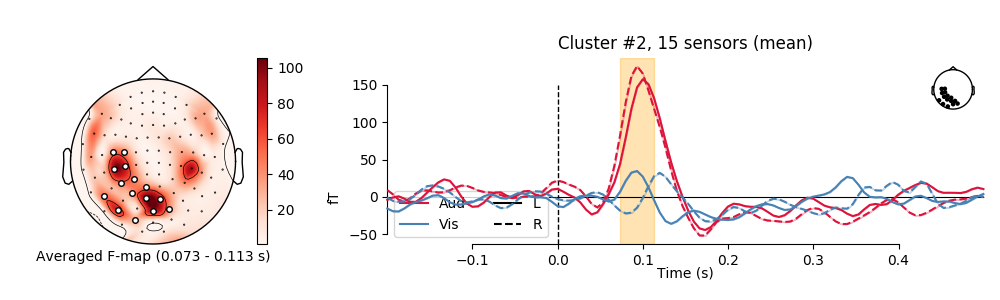 Cluster #2, 15 sensors (mean)
100
80
60
40
20
Averaged F-map (0.073 - 0.113 s)
fT
150
100
50
0
−50
Aud L
Vis R
−0.1 0.0 0.1 0.2 0.3 0.4
Time (s)